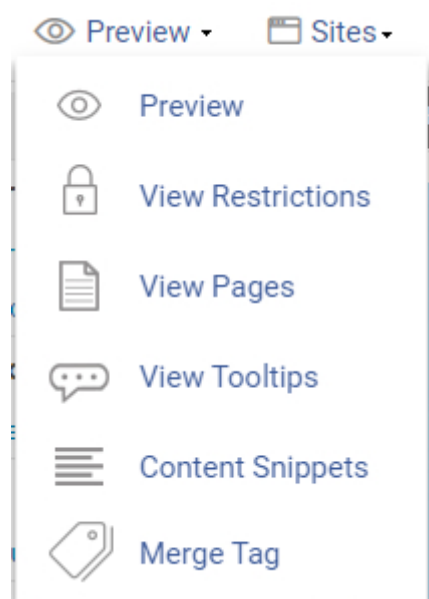 Preview Sites
Preview
View Restrictions
View Pages
View Tooltips
Content Snippets
Merge Tag